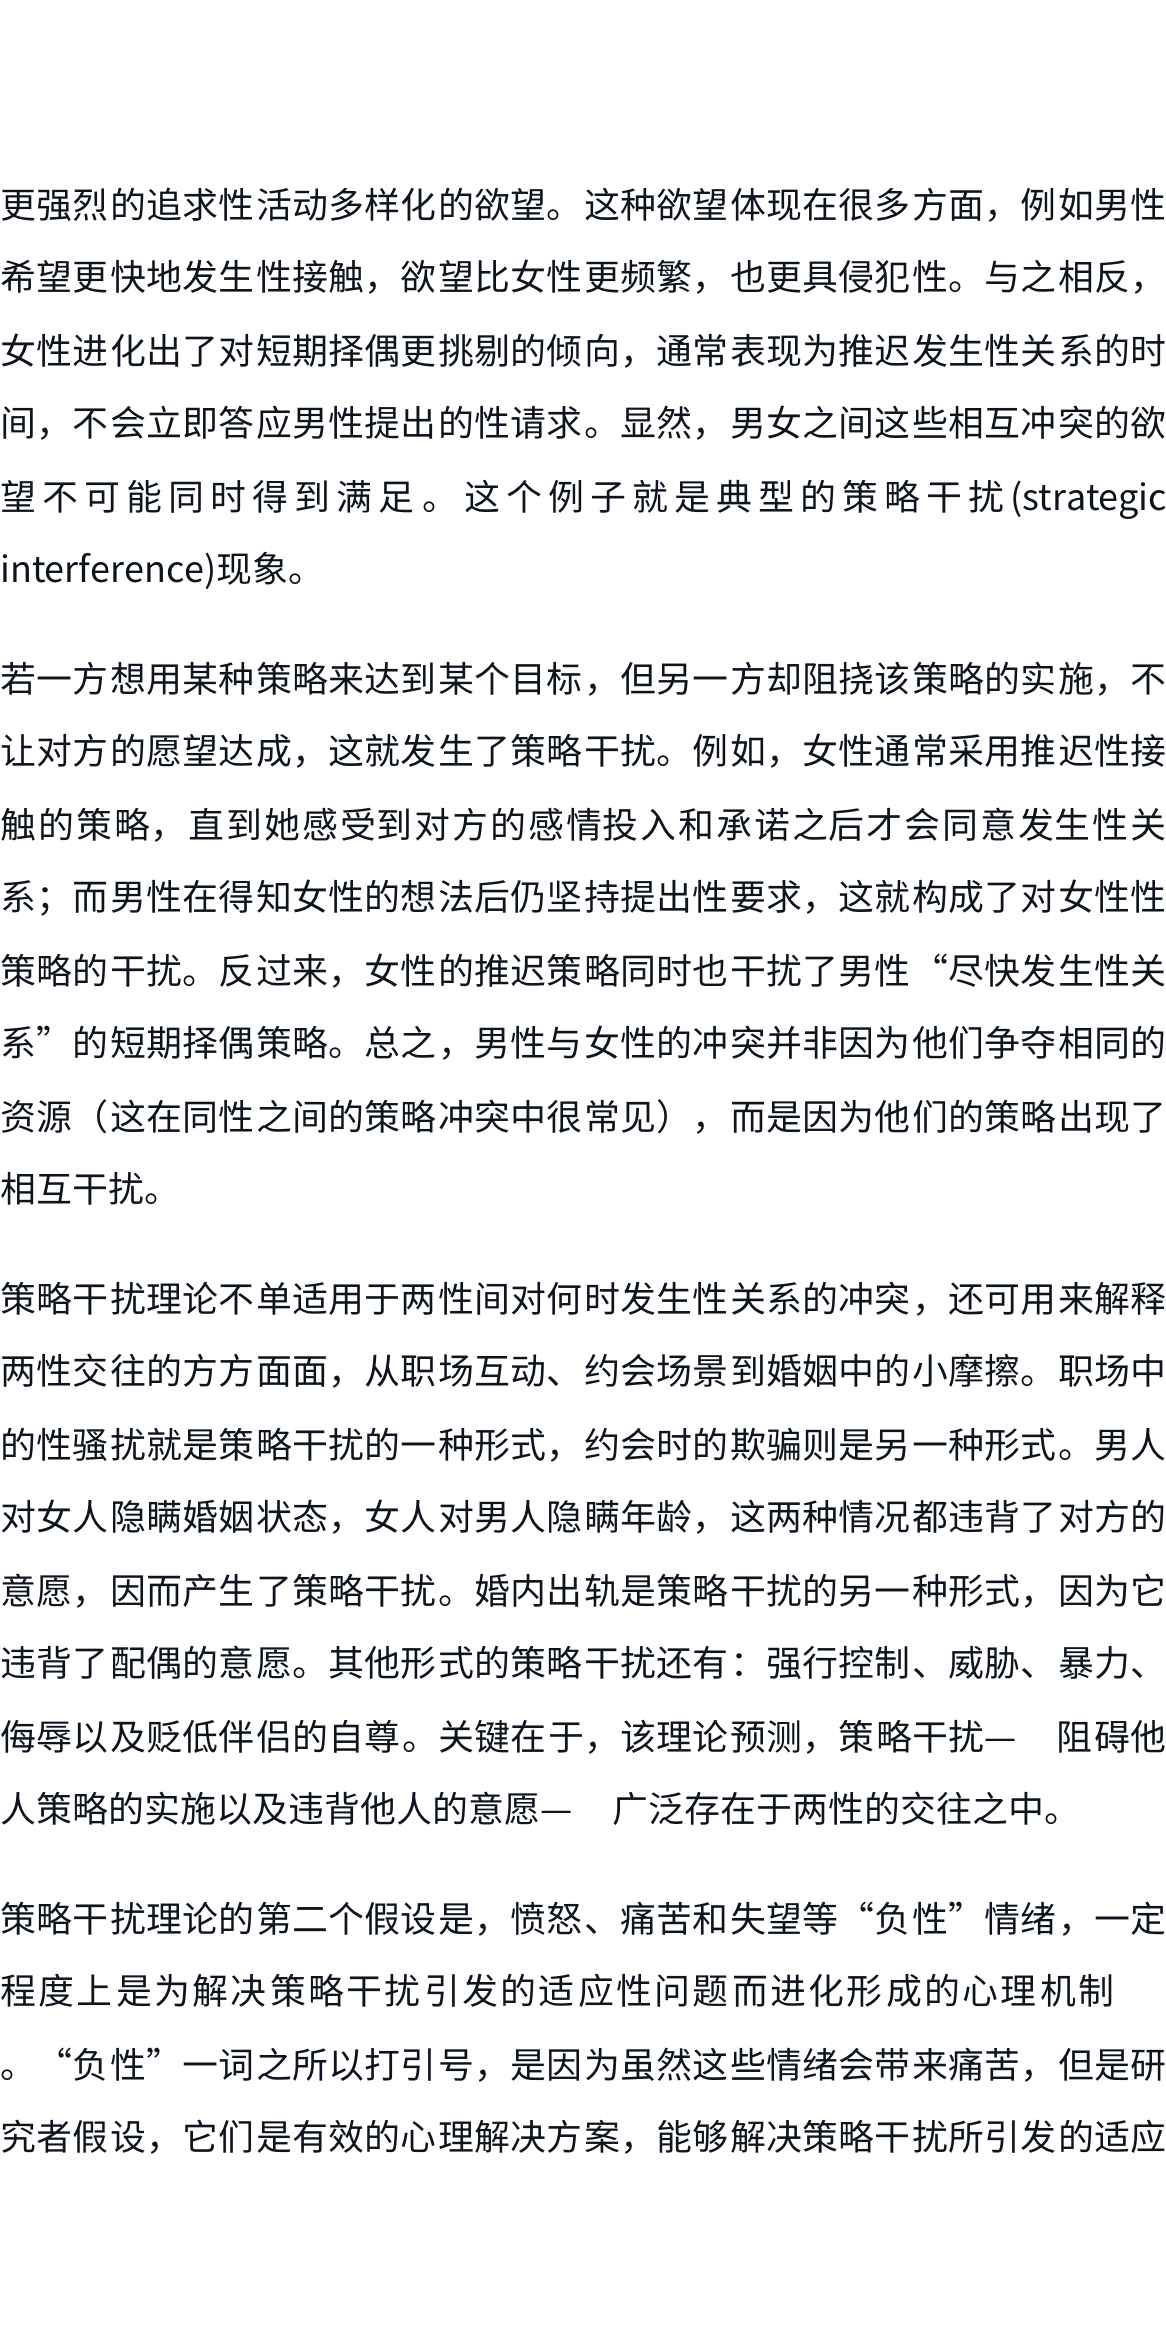 更强烈的追求性活动多样化的欲望。这种欲望体现在很多方面，例如男性
希望更快地发生性接触，欲望比女性更频繁，也更具侵犯性。与之相反，
女性进化出了对短期择偶更挑剔的倾向，通常表现为推迟发生性关系的时
间，不会立即答应男性提出的性请求。显然，男女之间这些相互冲突的欲
望不可能同时得到满足。这个例子就是典型的策略干扰(strategic
interference)现象。
若一方想用某种策略来达到某个目标，但另一方却阻挠该策略的实施，不
让对方的愿望达成，这就发生了策略干扰。例如，女性通常采用推迟性接
触的策略，直到她感受到对方的感情投入和承诺之后才会同意发生性关
系；而男性在得知女性的想法后仍坚持提出性要求，这就构成了对女性性
策略的干扰。反过来，女性的推迟策略同时也干扰了男性“尽快发生性关
系”的短期择偶策略。总之，男性与女性的冲突并非因为他们争夺相同的
资源（这在同性之间的策略冲突中很常见），而是因为他们的策略出现了
相互干扰。
策略干扰理论不单适用于两性间对何时发生性关系的冲突，还可用来解释
两性交往的方方面面，从职场互动、约会场景到婚姻中的小摩擦。职场中
的性骚扰就是策略干扰的一种形式，约会时的欺骗则是另一种形式。男人
对女人隐瞒婚姻状态，女人对男人隐瞒年龄，这两种情况都违背了对方的
意愿，因而产生了策略干扰。婚内出轨是策略干扰的另一种形式，因为它
违背了配偶的意愿。其他形式的策略干扰还有：强行控制、威胁、暴力、
侮辱以及贬低伴侣的自尊。关键在于，该理论预测，策略干扰— 阻碍他
人策略的实施以及违背他人的意愿— 广泛存在于两性的交往之中。
策略干扰理论的第二个假设是，愤怒、痛苦和失望等“负性”情绪，一定
程度上是为解决策略干扰引发的适应性问题而进化形成的心理机制
。“负性”一词之所以打引号，是因为虽然这些情绪会带来痛苦，但是研
究者假设，它们是有效的心理解决方案，能够解决策略干扰所引发的适应